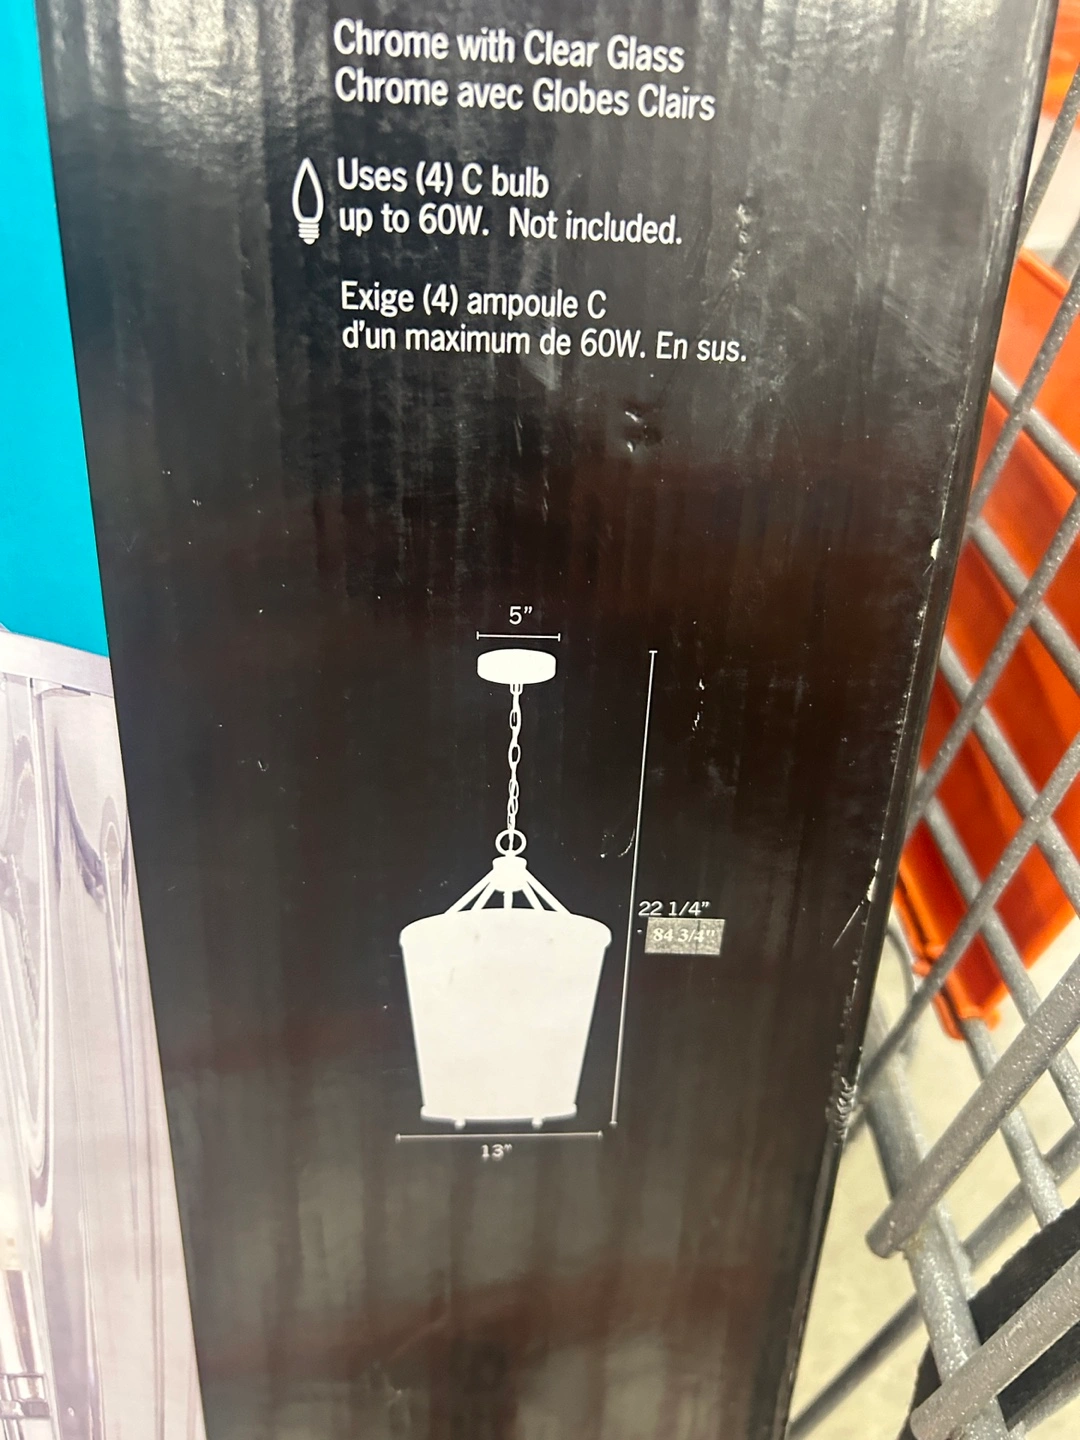 Chrome with Clear Glass
Chrome avec Globes Clairs
Uses (4) C bulb
up to 60W. Not included.
Exige (4) ampoule C
d'un maximum de 60W. En sus.
5"
22 1/4"
84 3/4"
13"